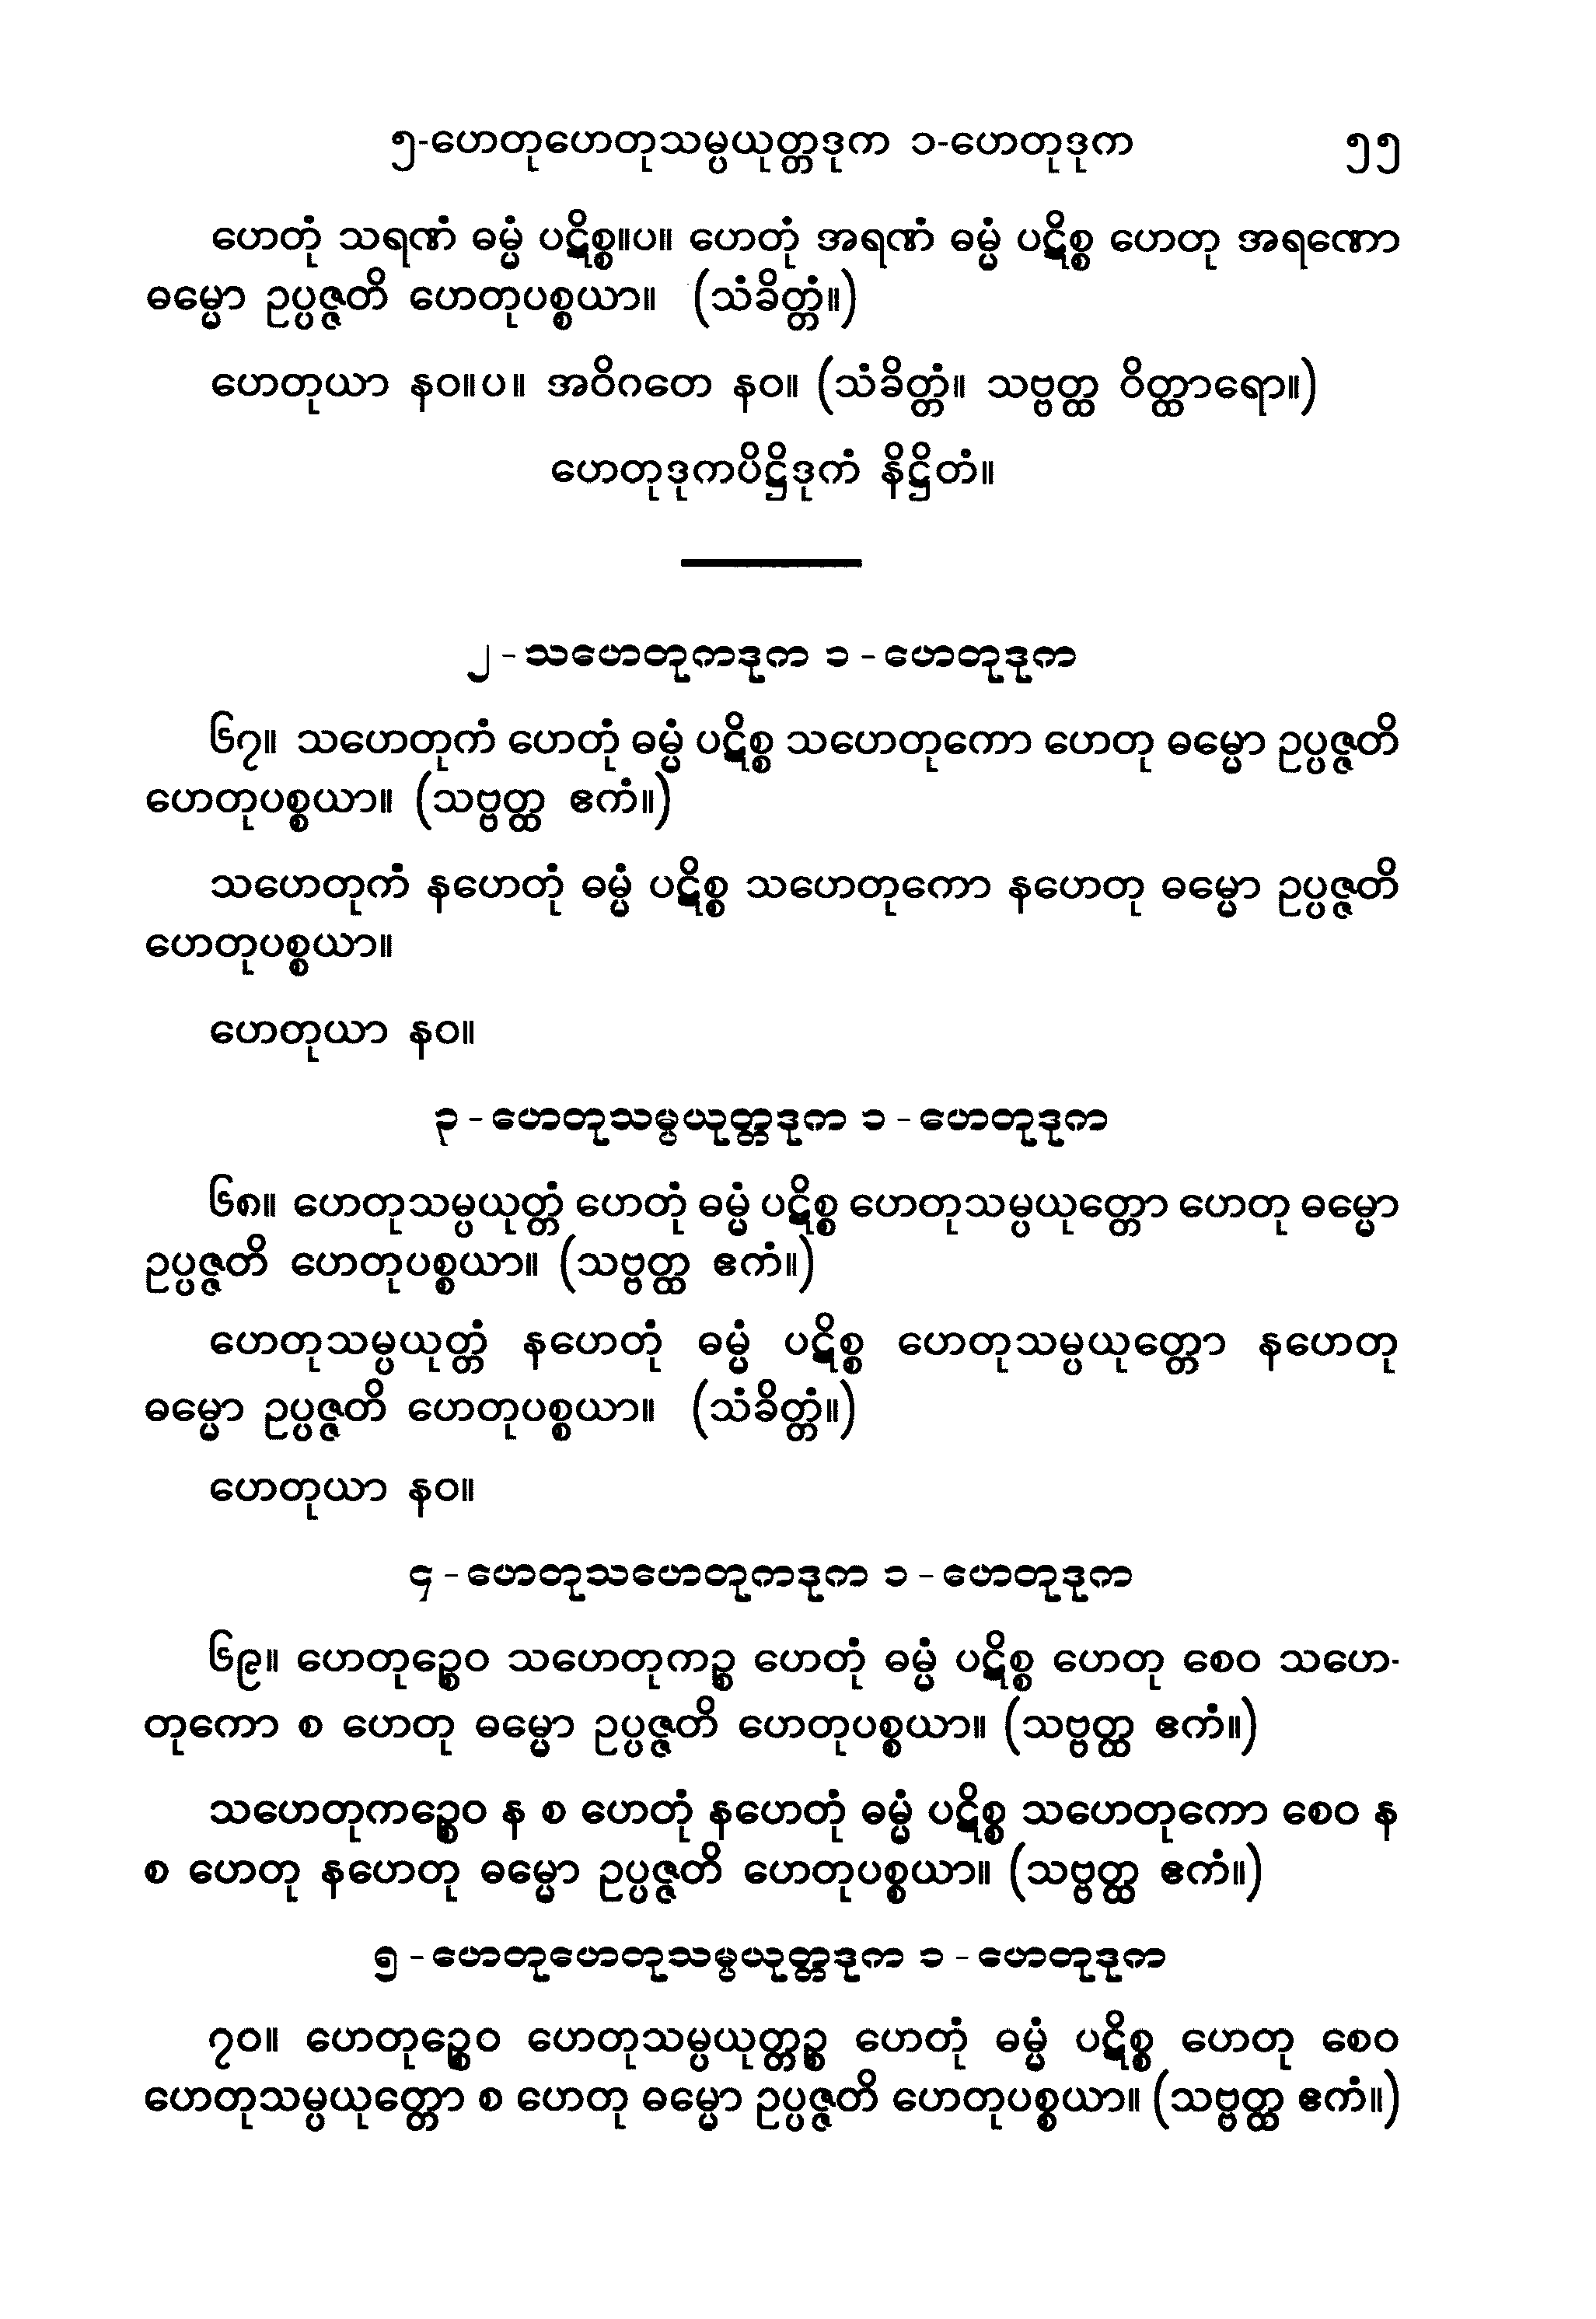 ၅-ဟေတုဟေတုသမ္ပယုတ္တဒုက ၁-ဟေတုဒုက ၅၅
ဟေတုံ သရဏံ ဓမ္မံ ပဋိစ္စ။ပ။ ဟေတုံ အရဏံ ဓမ္မံ ပဋိစ္စ ဟေတု အရဏော
ဓမ္မော ဥပ္ပဇ္ဇတိ ဟေတုပစ္စယာ။ (သံခိတ္တံ။)
ဟေတုယာ နဝ။ပ။ အဝိဂတေ နဝ။ (သံခိတ္တံ။ သဗ္ဗတ္ထ ဝိတ္ထာရော။)
ဟေတုဒုကပိဋ္ဌိဒုကံ နိဋ္ဌိတံ။
၂ - သဟေတုကဒုက ၁ - ဟေတုဒုက
၆၇။ သဟေတုကံ ဟေတုံ ဓမ္မံ ပဋိစ္စ သဟေတုကော ဟေတု ဓမ္မော ဥပ္ပဇ္ဇတိ
ဟေတုပစ္စယာ။ (သဗ္ဗတ္ထ ဧကံ။)
သဟေတုကံ နဟေတုံ ဓမ္မံ ပဋိစ္စ သဟေတုကော နဟေတု ဓမ္မော ဥပ္ပဇ္ဇတိ
ဟေတုပစ္စယာ။
ဟေတုယာ နဝ။
၃ - ဟေတုသမ္ပယုတ္တဒုက ၁ - ဟေတုဒုက
၆၈။ ဟေတုသမ္ပယုတ္တံ ဟေတုံ ဓမ္မံ ပဋိစ္စ ဟေတုသမ္ပယုတ္တော ဟေတု ဓမ္မော
ဥပ္ပဇ္ဇတိ ဟေတုပစ္စယာ။ (သဗ္ဗတ္ထ ဧကံ။)
ဟေတုသမ္ပယုတ္တံ နဟေတုံ ဓမ္မံ ပဋိစ္စ ဟေတုသမ္ပယုတ္တော နဟေတု
ဓမ္မော ဥပ္ပဇ္ဇတိ ဟေတုပစ္စယာ။ (သံခိတ္တံ။)
ဟေတုယာ နဝ။
၄ - ဟေတုသဟေတုကဒုက ၁ - ဟေတုဒုက
၆၉။ ဟေတုဉ္စေဝ သဟေတုကဉ္စ ဟေတုံ ဓမ္မံ ပဋိစ္စ ဟေတု စေဝ သဟေ-
တုကော စ ဟေတု ဓမ္မော ဥပ္ပဇ္ဇတိ ဟေတုပစ္စယာ။ (သဗ္ဗတ္ထ ဧကံ။)
သဟေတုကဉ္စေဝ န စ ဟေတုံ နဟေတုံ ဓမ္မံ ပဋိစ္စ သဟေတုကော စေဝ န
စ ဟေတု နဟေတု ဓမ္မော ဥပ္ပဇ္ဇတိ ဟေတုပစ္စယာ။ (သဗ္ဗတ္ထ ဧကံ။)
၅ - ဟေတုဟေတုသမ္ပယုတ္တဒုက ၁ - ဟေတုဒုက
၇၀။ ဟေတုဉ္စေဝ ဟေတုသမ္ပယုတ္တဉ္စ ဟေတုံ ဓမ္မံ ပဋိစ္စ ဟေတု စေဝ
ဟေတုသမ္ပယုတ္တော စ ဟေတု ဓမ္မော ဥပ္ပဇ္ဇတိ ဟေတုပစ္စယာ။ (သဗ္ဗတ္ထ ဧကံ။)